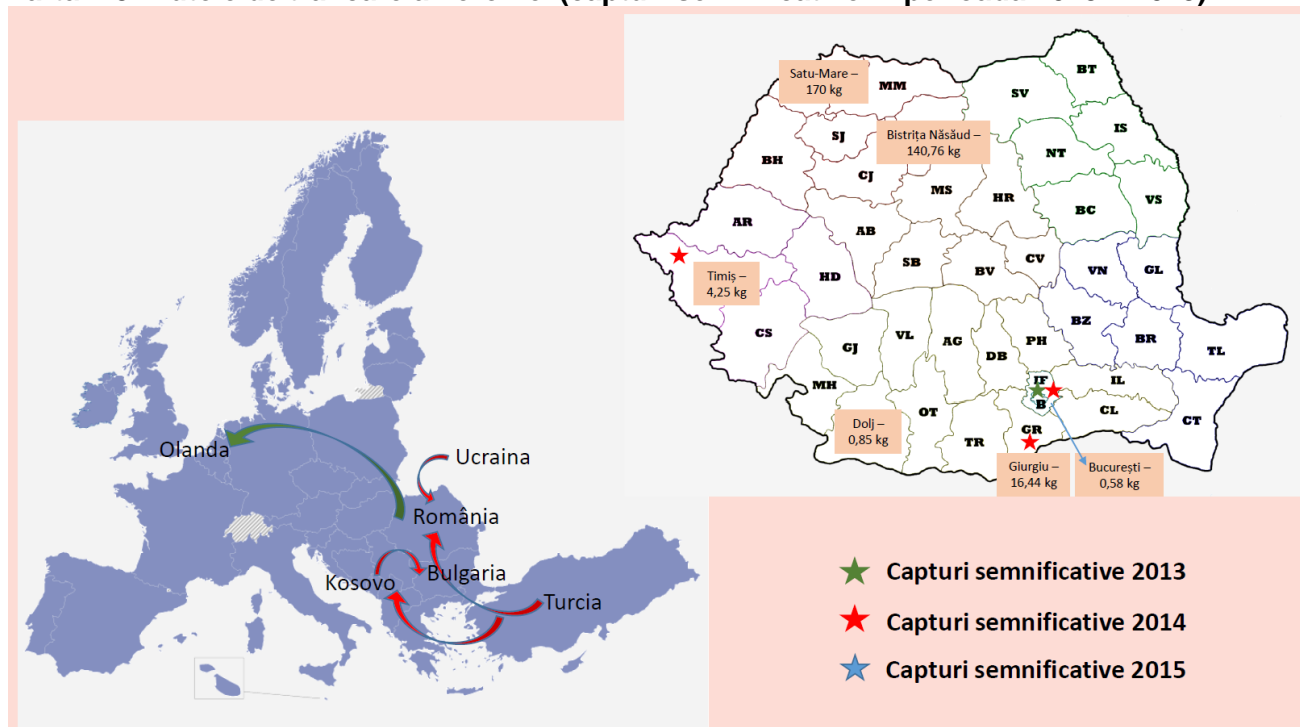 Satu-Mare –
170 kg
MM
SV
BT
SJ
Bistrița Năsăud –
140,76 kg
IS
BH
CJ
NT
MS
HR
BC
VS
AR
AB
Timiș –
4,25 kg
HD
SB
BV
CV
VN
GL
CS
GJ
VL
AG
DB
PH
BZ
BR
TL
MH
IF
IL
B
CL
CT
Dolj –
0,85 kg
OT
TR
GR
Giurgiu –
16,44 kg
București –
0,58 kg
Olanda
Ucraina
România
Kosovo
Bulgaria
Turcia
Capturi semnificative 2013
Capturi semnificative 2014
Capturi semnificative 2015